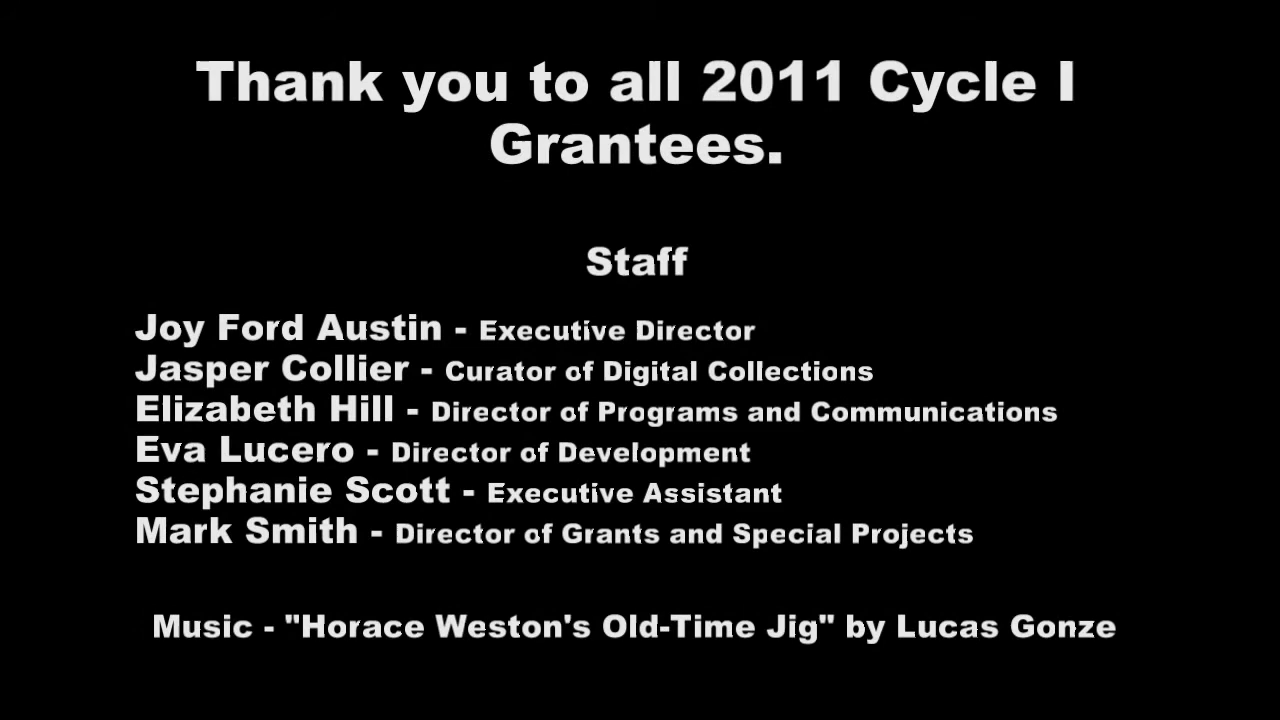 Thank you to all 2011 Cycle I
Grantees.
Staff
Joy Ford Austin - Executive Director
Jasper Collier - Curator of Digital Collections
Elizabeth Hill - Director of Programs and Communications
Eva Lucero - Director of Development
Stephanie Scott - Executive Assistant
Mark Smith - Director of Grants and Special Projects
Music - "Horace Weston's Old-Time Jig" by Lucas Gonze